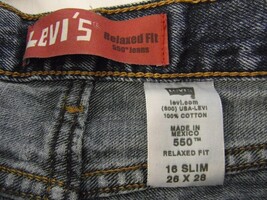 LEVI'S
Relaxed Fit
550™ jeans
levi.com
(800) USA-LEVI
100% COTTON
MADE IN
MEXICO
550™
RELAXED FIT
16 SLIM
26 X 28